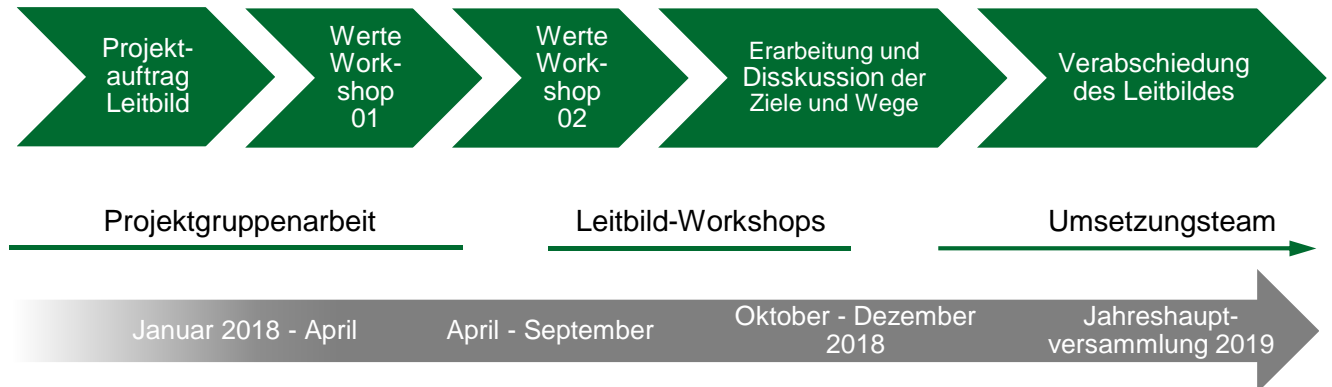 Projekt-
auftrag
Leitbild
Werte
Work-
shop
01
Werte
Work-
shop
02
Erarbeitung und
Disskussion der
Ziele und Wege
Verabschiedung
des Leitbildes
Projektgruppenarbeit
Leitbild-Workshops
Umsetzungsteam
Januar 2018 - April
April - September
Oktober - Dezember
2018
Jahreshaupt-
versammlung 2019